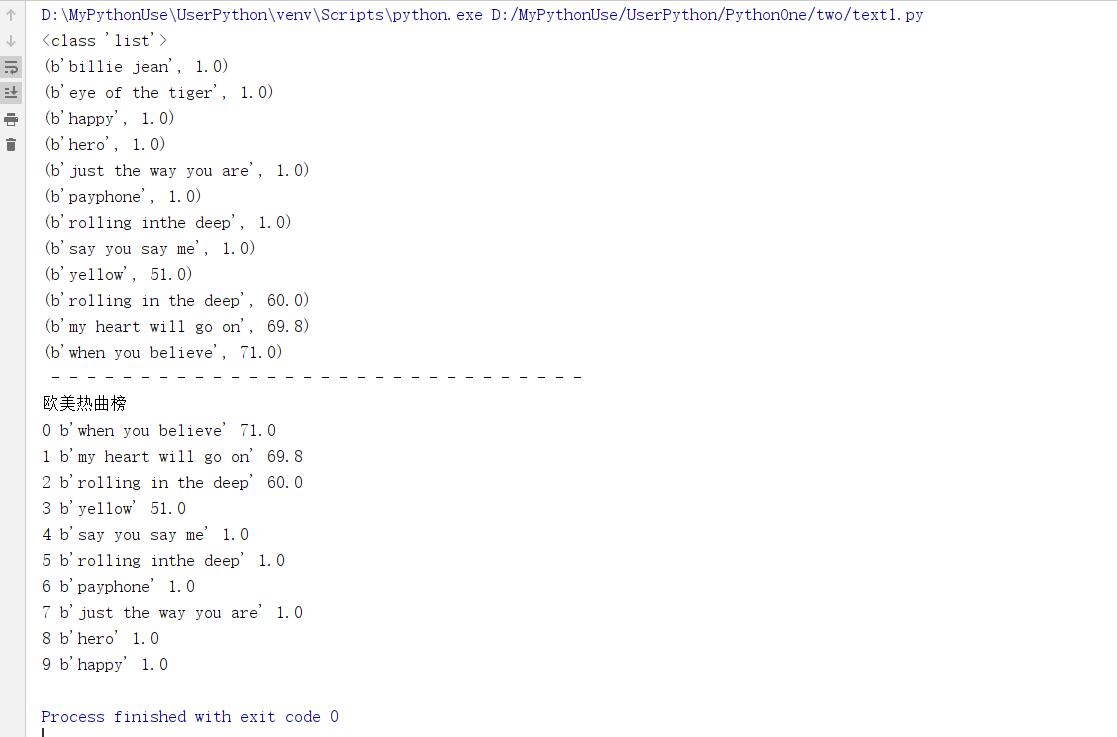 D:\MyPythonUse\UserPython\venv\Scripts\python.exe D:/MyPythonUse/UserPython/PythonOne/two/text1.py
<class 'list'>
(b'billie jean', 1.0)
(b'eye of the tiger', 1.0)
(b'happy', 1.0)
(b'hero', 1.0)
(b'just the way you are', 1.0)
(b'payphone', 1.0)
(b'rolling inthe deep', 1.0)
(b'say you say me', 1.0)
(b'yellow', 51.0)
(b'rolling in the deep', 60.0)
(b'my heart will go on', 69.8)
(b'when you believe', 71.0)
- - - - - - - - - - - - - - - - - - - - - - - - - - - - - -
欧美热曲榜
0 b'when you believe' 71.0
1 b'my heart will go on' 69.8
2 b'rolling in the deep' 60.0
3 b'yellow' 51.0
4 b'say you say me' 1.0
5 b'rolling inthe deep' 1.0
6 b'payphone' 1.0
7 b'just the way you are' 1.0
8 b'hero' 1.0
9 b'happy' 1.0
Process finished with exit code 0